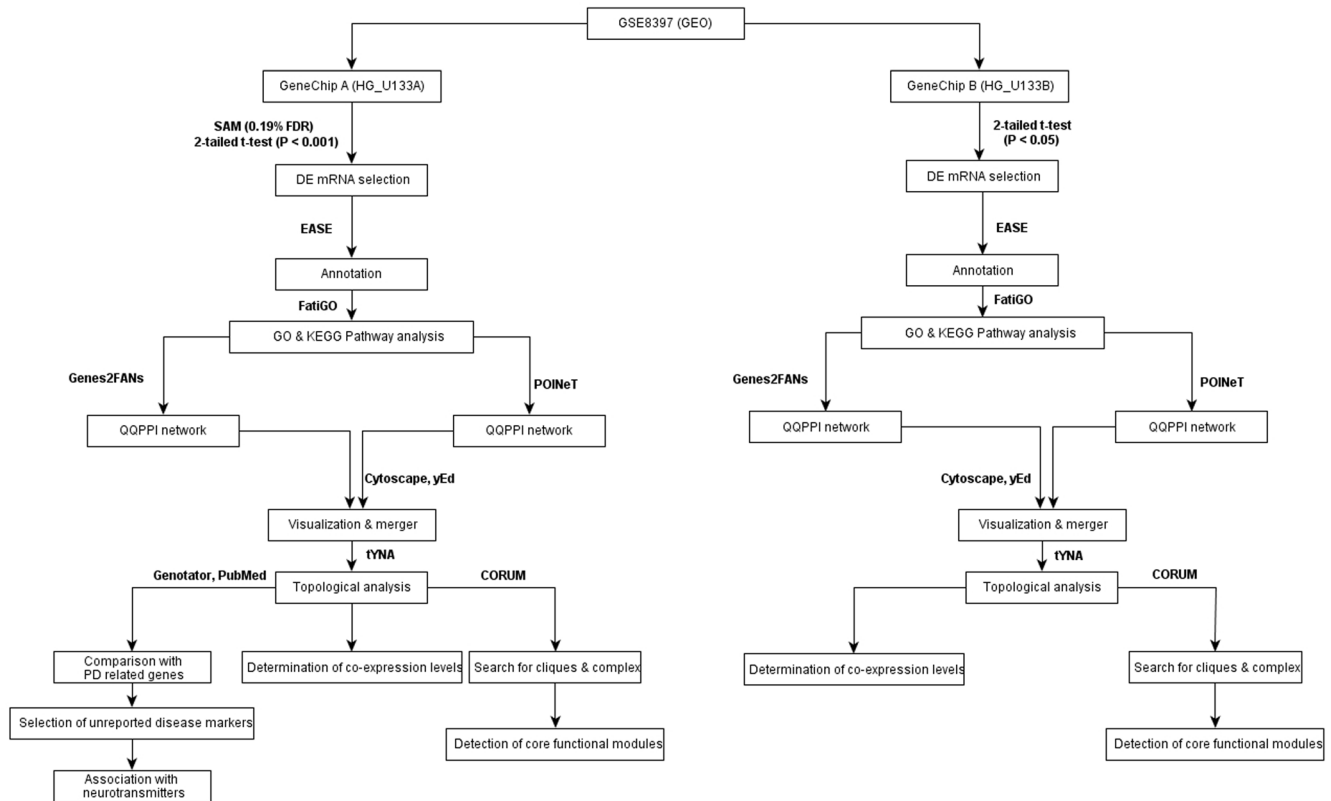 GSE8397 (GEO)
GeneChip A (HG_U133A)
GeneChip B (HG_U133B)
SAM (0.19% FDR)
2-tailed t-test (P < 0.001)
2-tailed t-test
(P < 0.05)
DE mRNA selection
DE mRNA selection
EASE
EASE
Annotation
Annotation
FatiGO
FatiGO
GO & KEGG Pathway analysis
GO & KEGG Pathway analysis
Genes2FANs
POINeT
Genes2FANs
POINeT
QQPPI network
QQPPI network
QQPPI network
QQPPI network
Cytoscape, yEd
Cytoscape, yEd
Visualization & merger
Visualization & merger
tYNA
tYNA
Genotator, PubMed
CORUM
CORUM
Topological analysis
Topological analysis
Comparison with
PD related genes
Determination of co-expression levels
Search for cliques & complex
Determination of co-expression levels
Search for cliques & complex
Selection of unreported disease markers
Detection of core functional modules
Detection of core functional modules
Association with
neurotransmitters